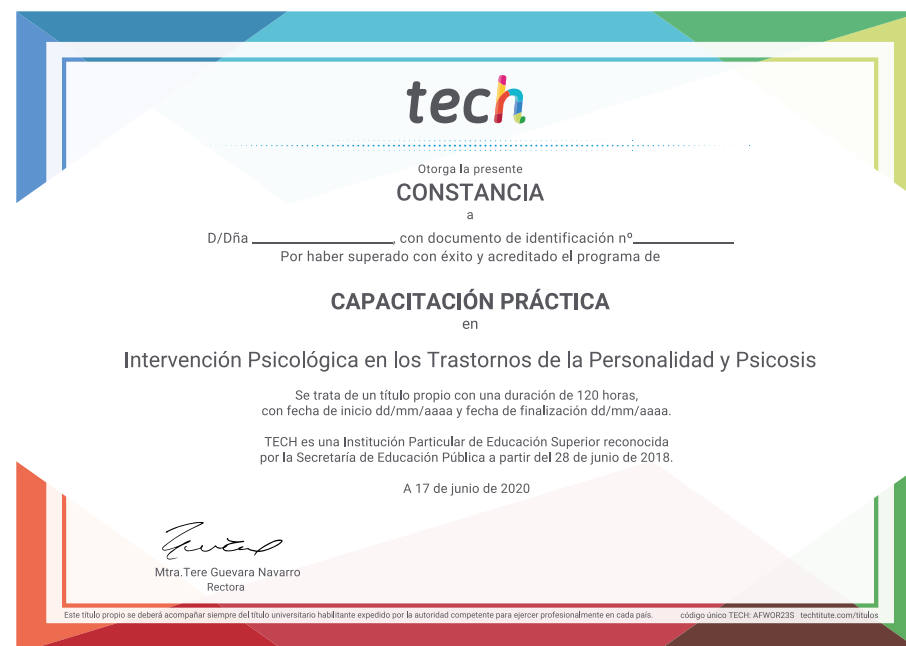 tech
Otorga la presente
CONSTANCIA
a
D/Dña ________________, con documento de identificación nº____________
Por haber superado con éxito y acreditado el programa de
CAPACITACIÓN PRÁCTICA
en
Intervención Psicológica en los Trastornos de la Personalidad y Psicosis
Se trata de un título propio con una duración de 120 horas,
con fecha de inicio dd/mm/aaaa y fecha de finalización dd/mm/aaaa.
TECH es una Institución Particular de Educación Superior reconocida
por la Secretaría de Educación Pública a partir del 28 de junio de 2018.
A 17 de junio de 2020
Mtra.Tere Guevara Navarro
Rectora
Este título propio se deberá acompañar siempre del título universitario habilitante expedido por la autoridad competente para ejercer profesionalmente en cada país. código único TECH: AFWOR23S techtitute.com/titulos